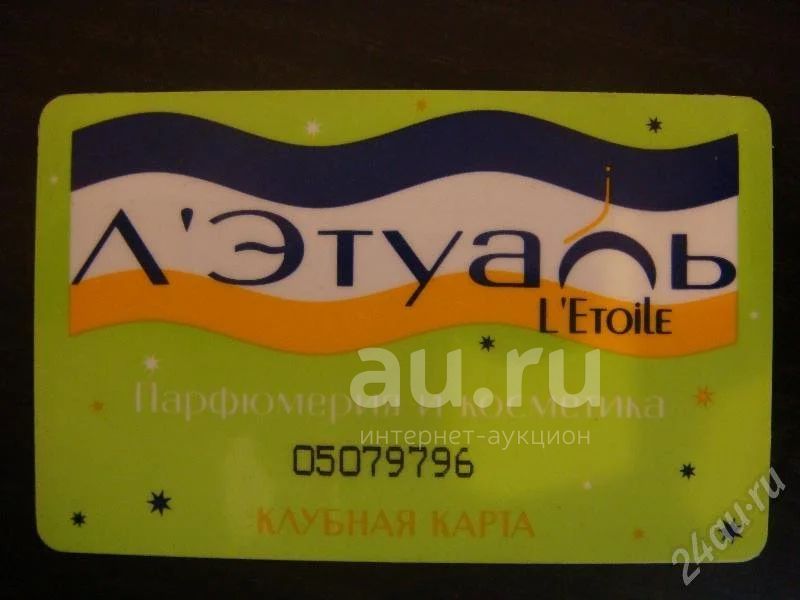 Л'Этуаль
L'Etoile
au.ru
Парфюмерия и косметика
интернет-аукцион
05079796
КЛУБНАЯ КАРТА
24au.ru